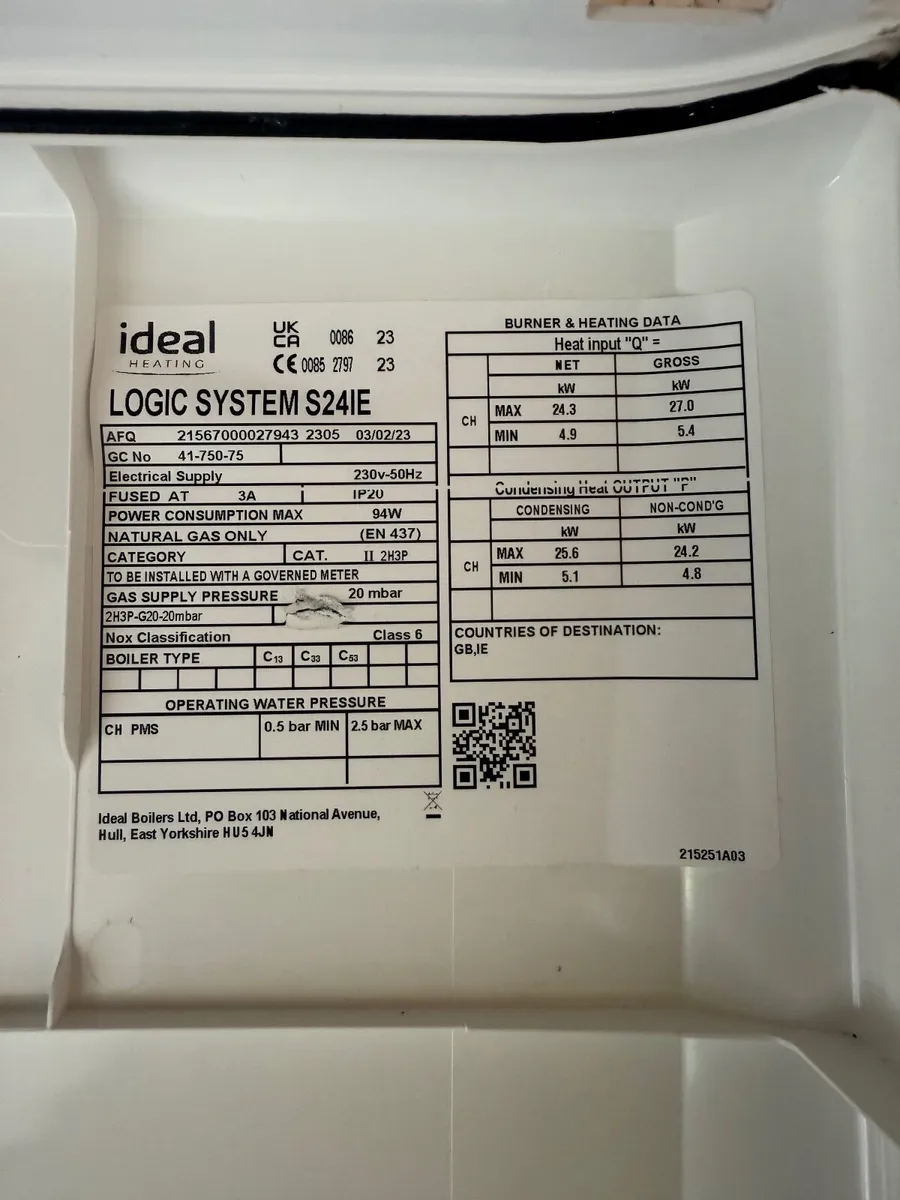 ideal
HEATING
UK
CA 0086 23
CE 0085 2797 23
LOGIC SYSTEM S24IE
AFQ 21567000027943 2305 03/02/23
GC No 41-750-75
Electrical Supply 230v-50Hz
FUSED AT 3A IP20
POWER CONSUMPTION MAX 94W
NATURAL GAS ONLY (EN 437)
CATEGORY CAT. II 2H3P
TO BE INSTALLED WITH A GOVERNED METER
GAS SUPPLY PRESSURE 20 mbar
2H3P-G20-20mbar
Nox Classification Class 6
BOILER TYPE C13 C33 C53
OPERATING WATER PRESSURE
CH PMS 0.5 bar MIN 2.5 bar MAX
Ideal Boilers Ltd, PO Box 103 National Avenue,
Hull, East Yorkshire HU5 4JN
BURNER & HEATING DATA
Heat input "Q" =
NET GROSS
kW kW
CH MAX 24.3 27.0
MIN 4.9 5.4
Condensing Heat OUTPUT "P"
CONDENSING NON-COND'G
kW kW
CH MAX 25.6 24.2
MIN 5.1 4.8
COUNTRIES OF DESTINATION:
GB,IE
215251A03